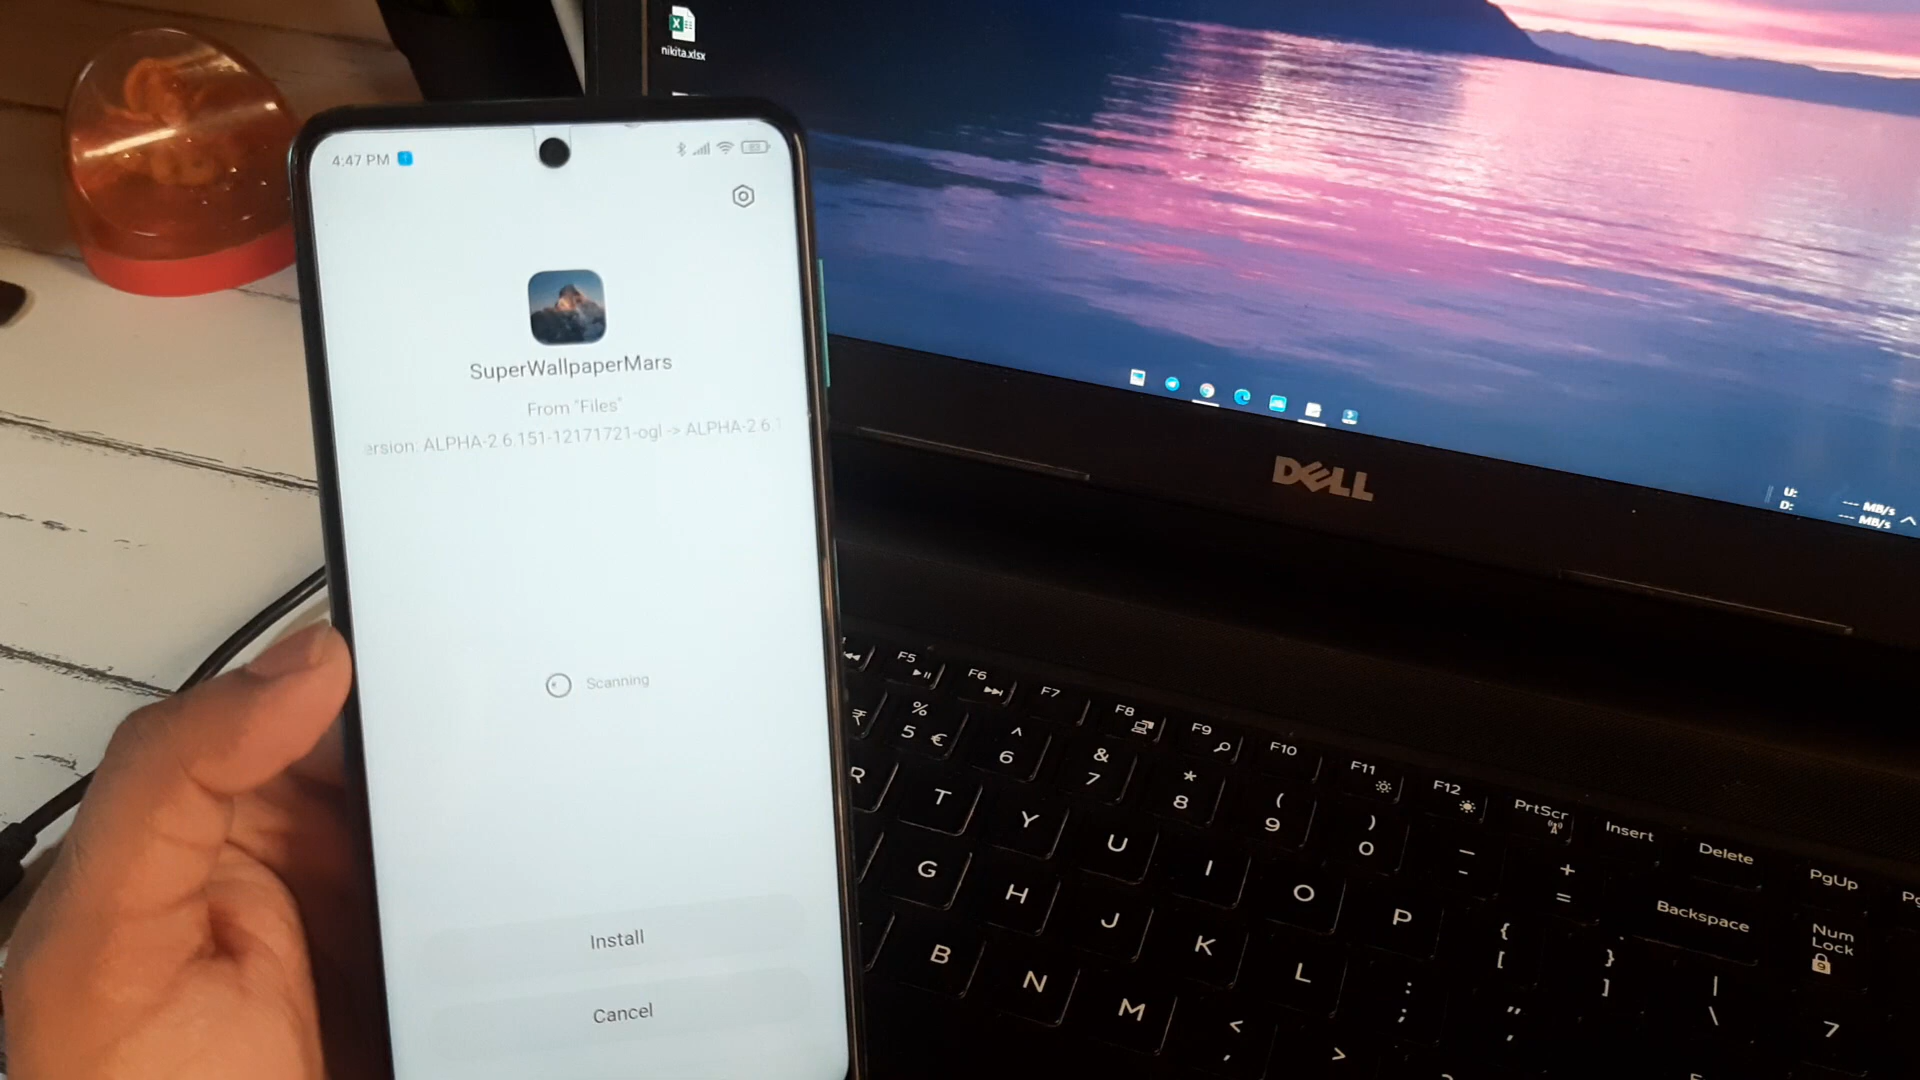 nikita.xlsx
4:47 PM
SuperWallpaperMars
From "Files"
ersion: ALPHA-2.6.151-12171721-ogl -> ALPHA-2.6.1
Scanning
Install
Cancel
DELL
U: --- MB/s
D: --- MB/s
F5 F6 F7 F8 F9 F10 F11 F12 PrtScr Insert Delete PgUp
₹ % 5 € ^ 6 & 7 * 8 ( 9 ) 0 _ - + = Backspace Num Lock
R T Y U I O P { [ } ] | \ 7
G H J K L : ; " '
B N M < , >